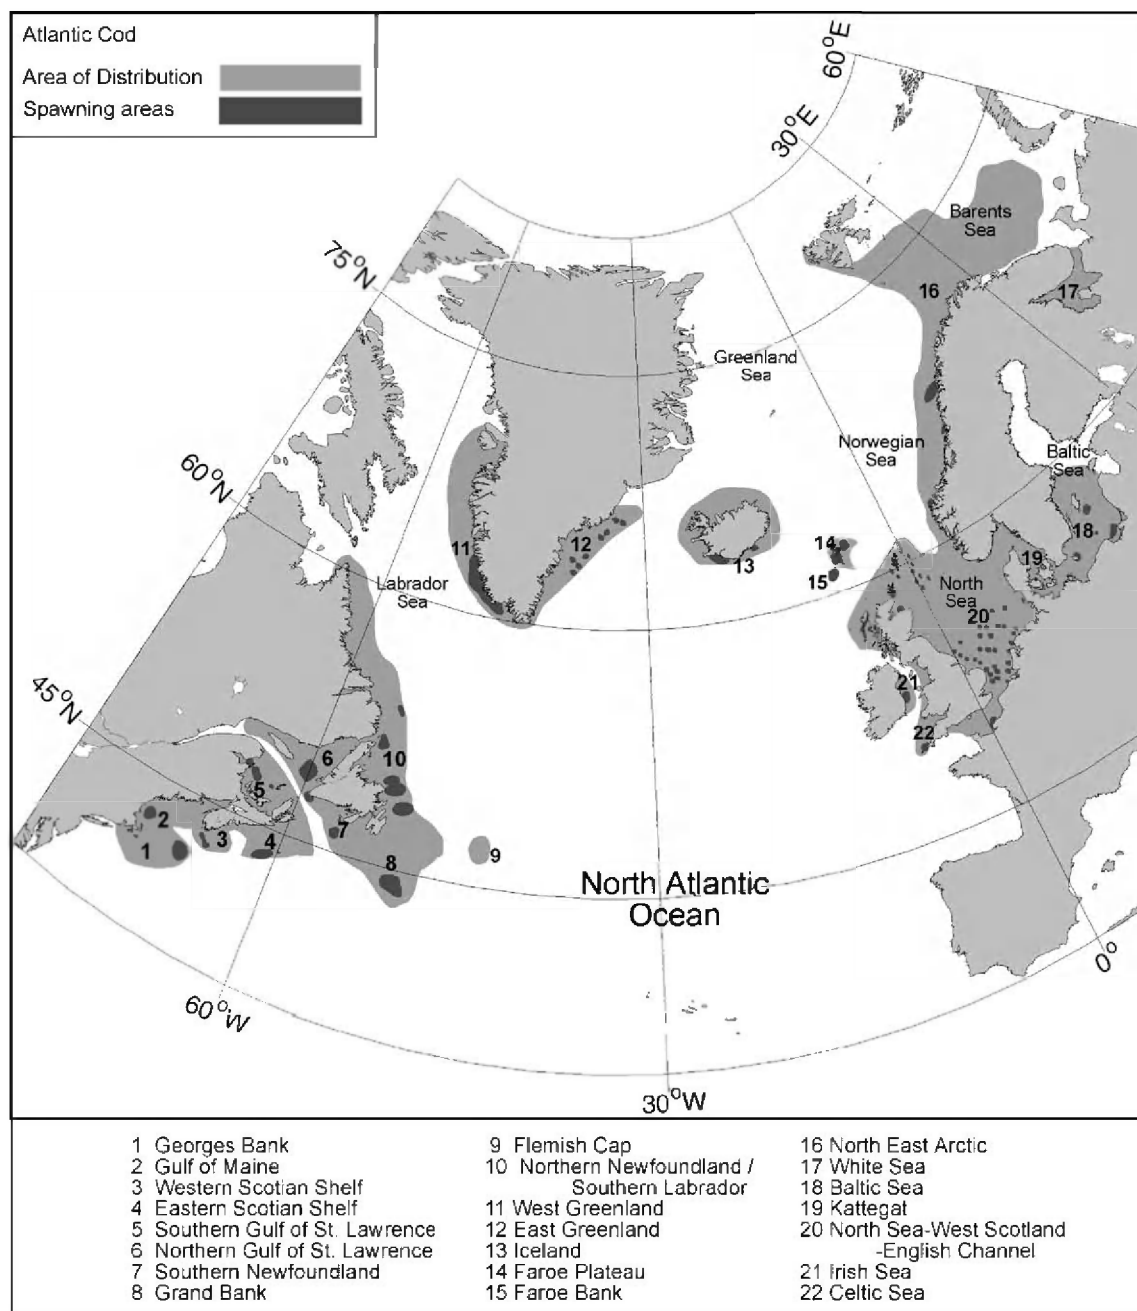 Atlantic Cod
Area of Distribution
Spawning areas
60°E
30°E
75°N
60°N
45°N
60°W
30°W
0°
Barents
Sea
16
17
Greenland
Sea
Norwegian
Sea
Baltic
Sea
11
12
13
14
15
18
19
Labrador
Sea
North
Sea
20
21
22
10
6
5
7
2
1
3
4
8
9
North Atlantic
Ocean
1 Georges Bank
2 Gulf of Maine
3 Western Scotian Shelf
4 Eastern Scotian Shelf
5 Southern Gulf of St. Lawrence
6 Northern Gulf of St. Lawrence
7 Southern Newfoundland
8 Grand Bank
9 Flemish Cap
10 Northern Newfoundland /
Southern Labrador
11 West Greenland
12 East Greenland
13 Iceland
14 Faroe Plateau
15 Faroe Bank
16 North East Arctic
17 White Sea
18 Baltic Sea
19 Kattegat
20 North Sea-West Scotland
-English Channel
21 Irish Sea
22 Celtic Sea